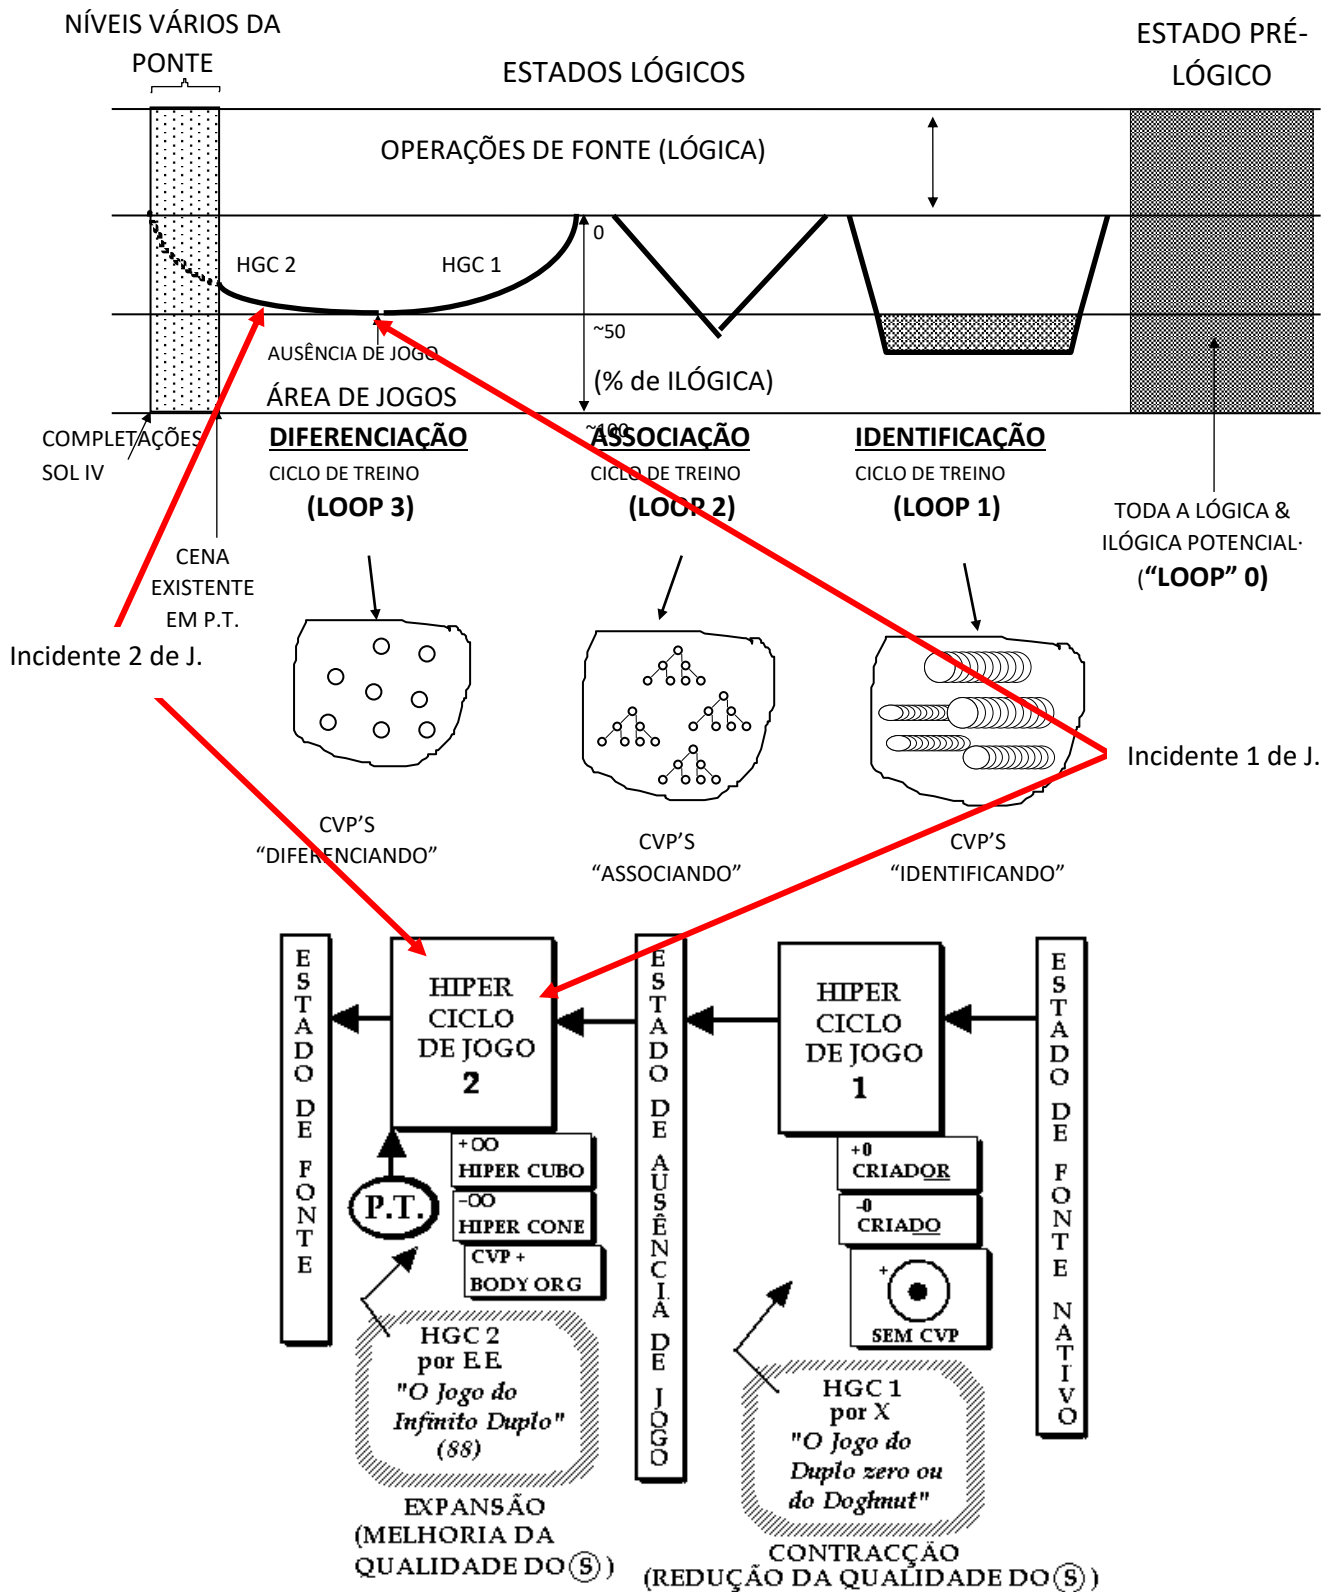 NÍVEIS VÁRIOS DA
PONTE
ESTADOS LÓGICOS
ESTADO PRÉ-
LÓGICO
OPERAÇÕES DE FONTE (LÓGICA)
0
HGC 2
HGC 1
~50
AUSÊNCIA DE JOGO
(% de ILÓGICA)
ÁREA DE JOGOS
~100
COMPLETAÇÕES
SOL IV
DIFERENCIAÇÃO
CICLO DE TREINO
(LOOP 3)
ASSOCIAÇÃO
CICLO DE TREINO
(LOOP 2)
IDENTIFICAÇÃO
CICLO DE TREINO
(LOOP 1)
TODA A LÓGICA &
ILÓGICA POTENCIAL·
(“LOOP” 0)
CENA
EXISTENTE
EM P.T.
Incidente 2 de J.
Incidente 1 de J.
CVP’S
“DIFERENCIANDO”
CVP’S
“ASSOCIANDO”
CVP’S
“IDENTIFICANDO”
ESTADO DE FONTE
HIPER
CICLO
DE JOGO
2
ESTADO DE AUSÊNCIA DE JOGO
HIPER
CICLO
DE JOGO
1
ESTADO DE FONTE NATIVO
P.T.
+OO
HIPER CUBO
-OO
HIPER CONE
CVP +
BODY ORG
+0
CRIADOR
-0
CRIADO
+
SEM CVP
HGC 2
por E.E.
"O Jogo do
Infinito Duplo"
(88)
EXPANSÃO
(MELHORIA DA
QUALIDADE DO S )
HGC 1
por X
"O Jogo do
Duplo zero ou
do Doghnut"
CONTRACÇÃO
(REDUÇÃO DA QUALIDADE DO S )